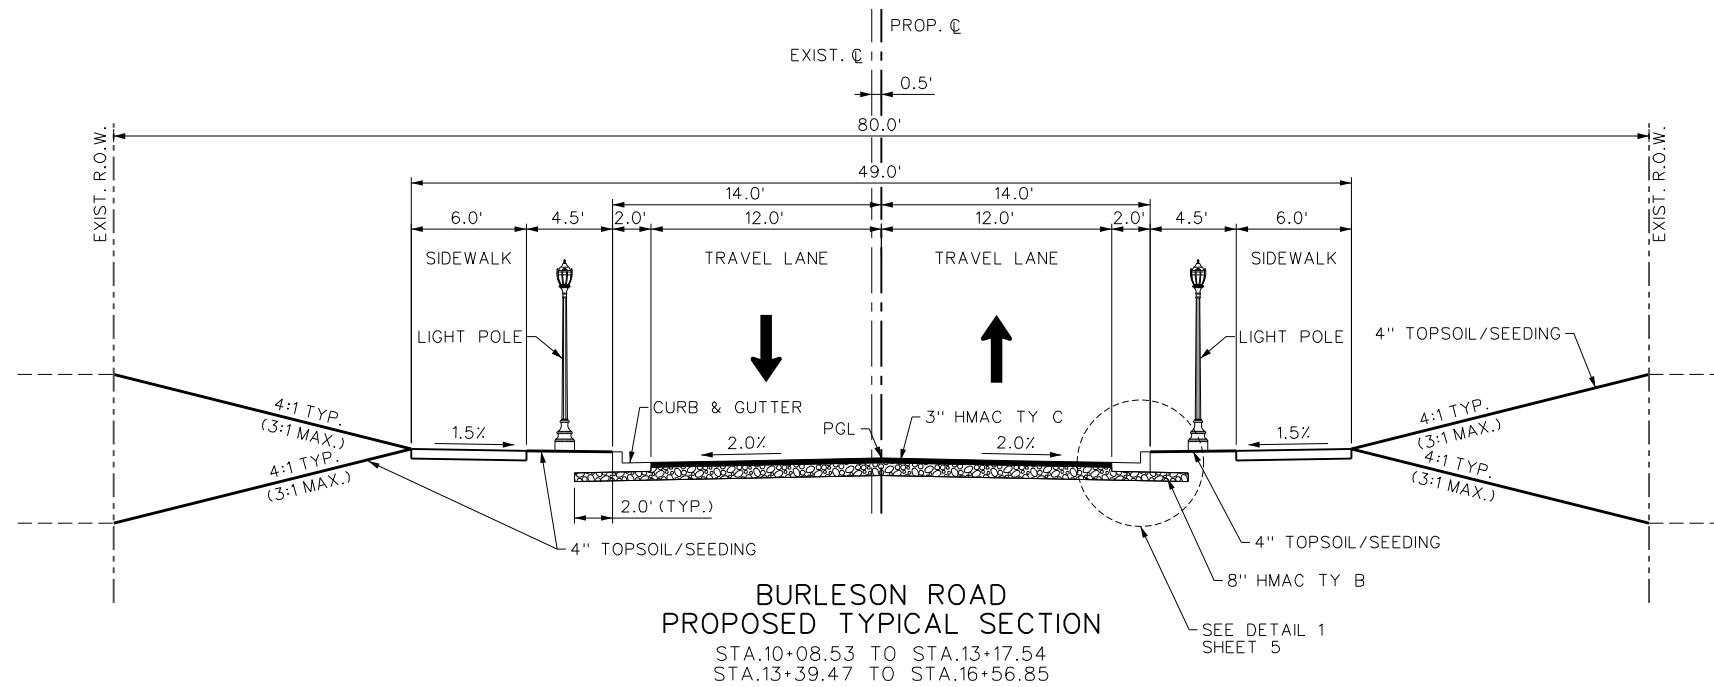 PROP. ℄
EXIST. ℄
0.5'
80.0'
EXIST. R.O.W.
EXIST. R.O.W.
49.0'
14.0'
14.0'
6.0'
4.5'
2.0'
12.0'
12.0'
2.0'
4.5'
6.0'
SIDEWALK
TRAVEL LANE
TRAVEL LANE
SIDEWALK
LIGHT POLE
LIGHT POLE
4" TOPSOIL/SEEDING
4:1 TYP.
(3:1 MAX.)
4:1 TYP.
(3:1 MAX.)
1.5%
CURB & GUTTER
2.0%
PGL
3" HMAC TY C
2.0%
1.5%
4:1 TYP.
(3:1 MAX.)
4:1 TYP.
(3:1 MAX.)
2.0' (TYP.)
4" TOPSOIL/SEEDING
4" TOPSOIL/SEEDING
8" HMAC TY B
SEE DETAIL 1
SHEET 5
BURLESON ROAD
PROPOSED TYPICAL SECTION
STA.10+08.53 TO STA.13+17.54
STA.13+39.47 TO STA.16+56.85